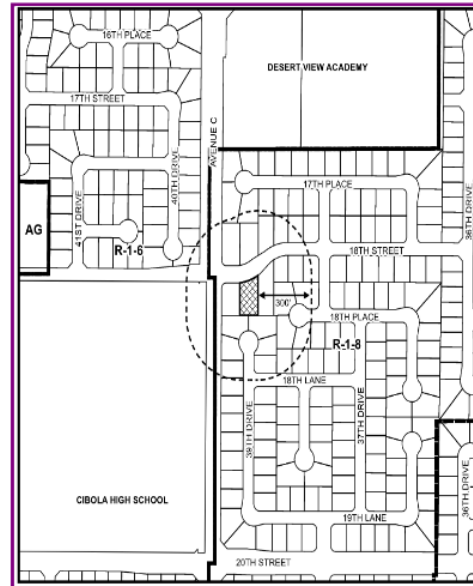 16TH PLACE
DESERT VIEW ACADEMY
17TH STREET
AVENUE C
40TH DRIVE
41ST DRIVE
17TH PLACE
36TH DRIVE
AG
R-1-6
18TH STREET
300'
18TH PLACE
R-1-8
18TH LANE
39TH DRIVE
37TH DRIVE
CIBOLA HIGH SCHOOL
36TH DRIVE
19TH LANE
20TH STREET